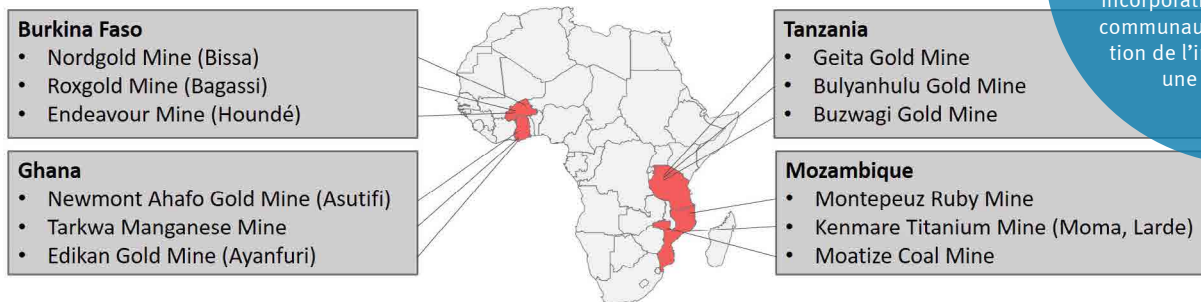 Burkina Faso
• Nordgold Mine (Bissa)
• Roxgold Mine (Bagassi)
• Endeavour Mine (Houndé)
Ghana
• Newmont Ahafo Gold Mine (Asutifi)
• Tarkwa Manganese Mine
• Edikan Gold Mine (Ayanfuri)
Tanzania
• Geita Gold Mine
• Bulyanhulu Gold Mine
• Buzwagi Gold Mine
Mozambique
• Montepeuz Ruby Mine
• Kenmare Titanium Mine (Moma, Larde)
• Moatize Coal Mine
communau
tion de l'i
une